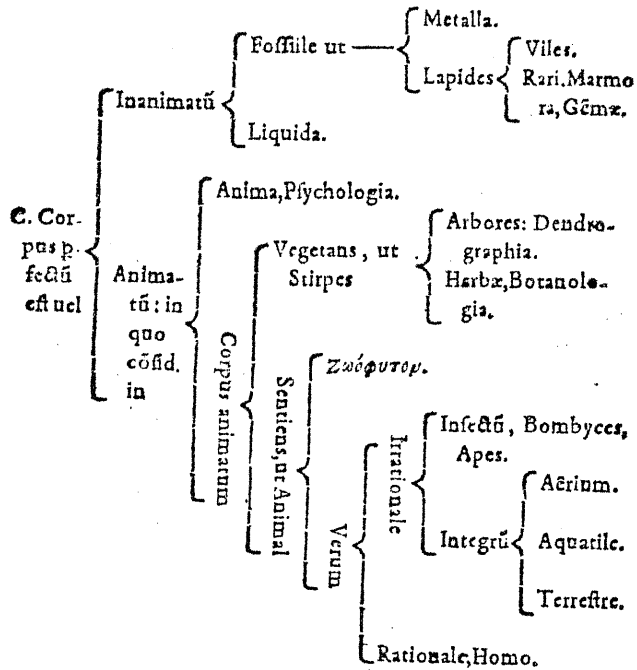 Metalla.
Foſſile ut
Lapides
Viles.
Rari. Marmo
ra, Gēmæ.
Inanimatū
Liquida.
C. Cor-
pus ꝑ-
fectū
eſt uel
Anima, Pſychologia.
Anima-
tū: in
quo
cōſid.
in
Vegetans, ut
Stirpes
Arbores: Dendro-
graphia.
Herbæ, Botanolo-
gia.
Corpus animatum
Sentiens, ut Animal
Ζωόφυτον.
Verum
Irrationale
Inſectū, Bombyces,
Apes.
Integrū
Aērium.
Aquatile.
Terreſtre.
Rationale, Homo.